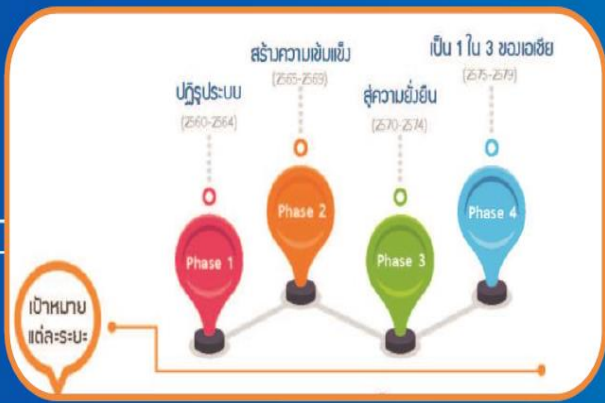 ปฏิรูประบบ
(2560-2564)
สร้างความเข้มแข็ง
(2565-2569)
สู่ความยั่งยืน
(2570-2574)
เป็น 1 ใน 3 ของเอเชีย
(2575-2579)
Phase 1
Phase 2
Phase 3
Phase 4
เป้าหมาย
แต่ละระยะ